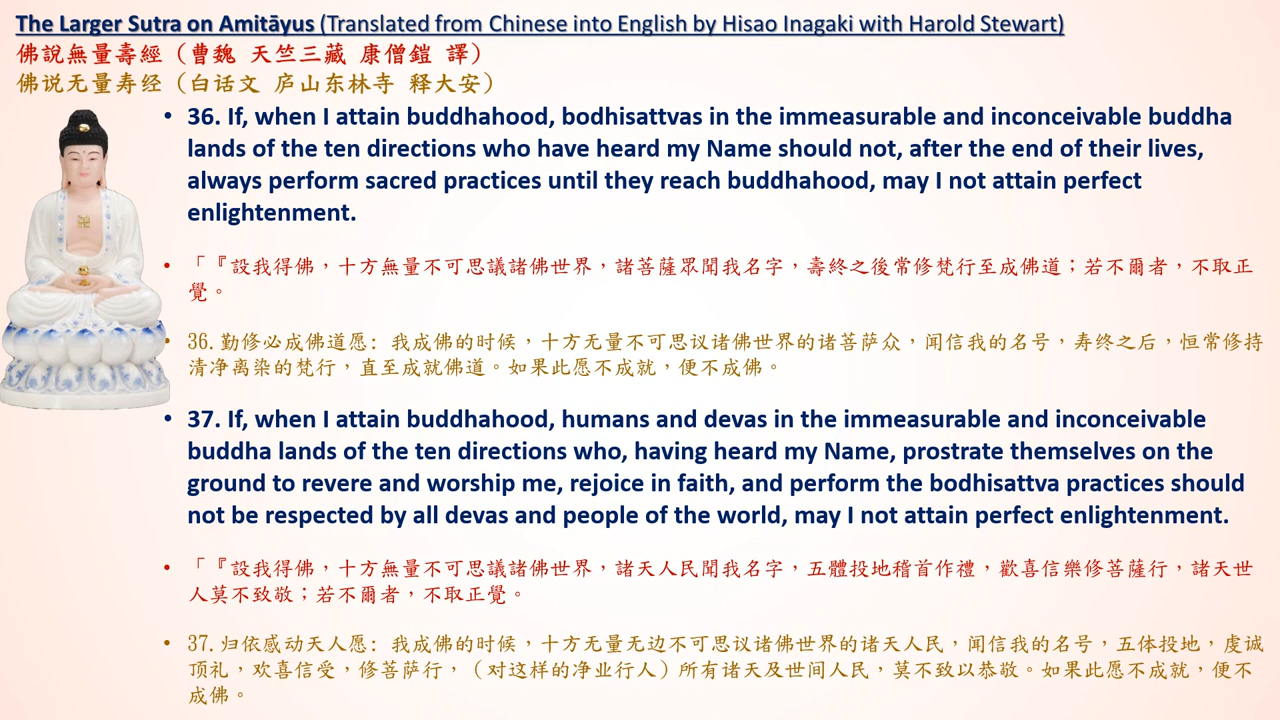 The Larger Sutra on Amitāyus (Translated from Chinese into English by Hisao Inagaki with Harold Stewart)
佛說無量壽經（曹魏 天竺三藏 康僧鎧 譯）
佛说无量寿经（白话文 庐山东林寺 释大安）
• 36. If, when I attain buddhahood, bodhisattvas in the immeasurable and inconceivable buddha
lands of the ten directions who have heard my Name should not, after the end of their lives,
always perform sacred practices until they reach buddhahood, may I not attain perfect
enlightenment.
• 「『設我得佛，十方無量不可思議諸佛世界，諸菩薩眾聞我名字，壽終之後常修梵行至成佛道；若不爾者，不取正
覺。
• 36.勤修必成佛道愿: 我成佛的时候，十方无量不可思议诸佛世界的诸菩萨众，闻信我的名号，寿终之后，恒常修持
清净离染的梵行，直至成就佛道。如果此愿不成就，便不成佛。
• 37. If, when I attain buddhahood, humans and devas in the immeasurable and inconceivable
buddha lands of the ten directions who, having heard my Name, prostrate themselves on the
ground to revere and worship me, rejoice in faith, and perform the bodhisattva practices should
not be respected by all devas and people of the world, may I not attain perfect enlightenment.
• 「『設我得佛，十方無量不可思議諸佛世界，諸天人民聞我名字，五體投地稽首作禮，歡喜信樂修菩薩行，諸天世
人莫不致敬；若不爾者，不取正覺。
• 37.归依感动天人愿: 我成佛的时候，十方无量无边不可思议诸佛世界的诸天人民，闻信我的名号，五体投地，虔诚
顶礼，欢喜信受，修菩萨行，（对这样的净业行人）所有诸天及世间人民，莫不致以恭敬。如果此愿不成就，便不
成佛。